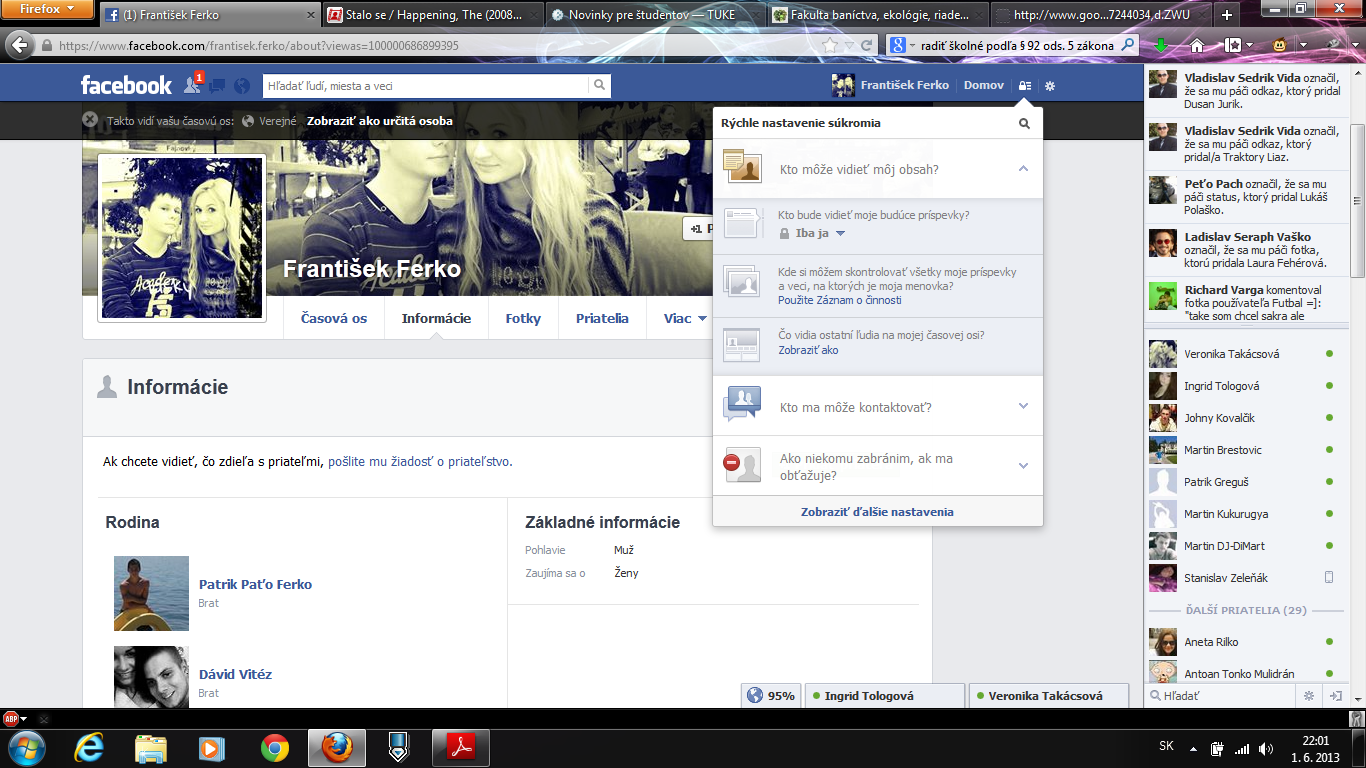 Firefox
(1) František Ferko
Stalo se / Happening, The (2008...
Novinky pre študentov — TUKE
Fakulta baníctva, ekológie, riade...
http://www.goo...7244034,d.ZWU
https://www.facebook.com/frantisek.ferko/about?viewas=100000686899395
radiť školné podľa § 92 ods. 5 zákona
facebook
1
Hľadať ľudí, miesta a veci
František Ferko
Domov
Takto vidí vašu časovú os: Verejné Zobraziť ako určitá osoba
František Ferko
+1 P
Časová os
Informácie
Fotky
Priatelia
Viac
Informácie
Ak chcete vidieť, čo zdieľa s priateľmi, pošlite mu žiadosť o priateľstvo.
Rodina
Patrik Paťo Ferko
Brat
Dávid Vitéz
Brat
Základné informácie
Pohlavie Muž
Zaujíma sa o Ženy
Rýchle nastavenie súkromia
Kto môže vidieť môj obsah?
Kto bude vidieť moje budúce príspevky?
Iba ja
Kde si môžem skontrolovať všetky moje príspevky
a veci, na ktorých je moja menovka?
Použite Záznam o činnosti
Čo vidia ostatní ľudia na mojej časovej osi?
Zobraziť ako
Kto ma môže kontaktovať?
Ako niekomu zabránim, ak ma
obťažuje?
Zobraziť ďalšie nastavenia
Vladislav Sedrik Vida označil,
že sa mu páči odkaz, ktorý pridal
Dusan Jurik.
Vladislav Sedrik Vida označil,
že sa mu páči odkaz, ktorý
pridal/a Traktory Liaz.
Peťo Pach označil, že sa mu
páči status, ktorý pridal Lukáš
Polaško.
Ladislav Seraph Vaško
označil, že sa mu páči fotka,
ktorú pridala Laura Fehérová.
Richard Varga komentoval
fotka používateľa Futbal =]:
"take som chcel sakra ale
Veronika Takácsová
Ingrid Tologová
Johny Kovalčik
Martin Brestovic
Patrik Greguš
Martin Kukurugya
Martin DJ-DiMart
Stanislav Zeleňák
ĎALŠÍ PRIATELIA (29)
Aneta Rilko
Antoan Tonko Mulidrán
Hľadať
95%
Ingrid Tologová
Veronika Takácsová
ABP
SK
22:01
1. 6. 2013